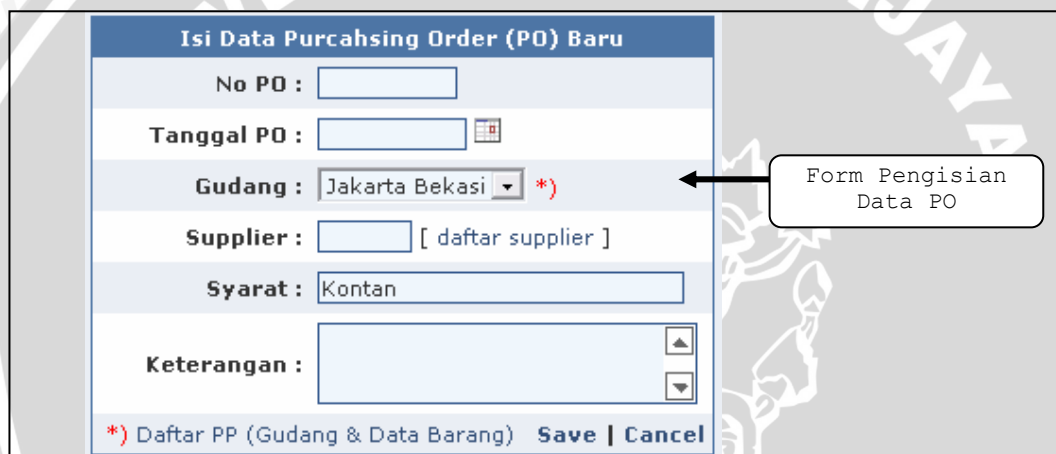 Isi Data Purcahsing Order (PO) Baru
No PO :
Tanggal PO :
Gudang : Jakarta Bekasi *)
Supplier : [ daftar supplier ]
Syarat : Kontan
Keterangan :
*) Daftar PP (Gudang & Data Barang) Save | Cancel
Form Pengisian
Data PO